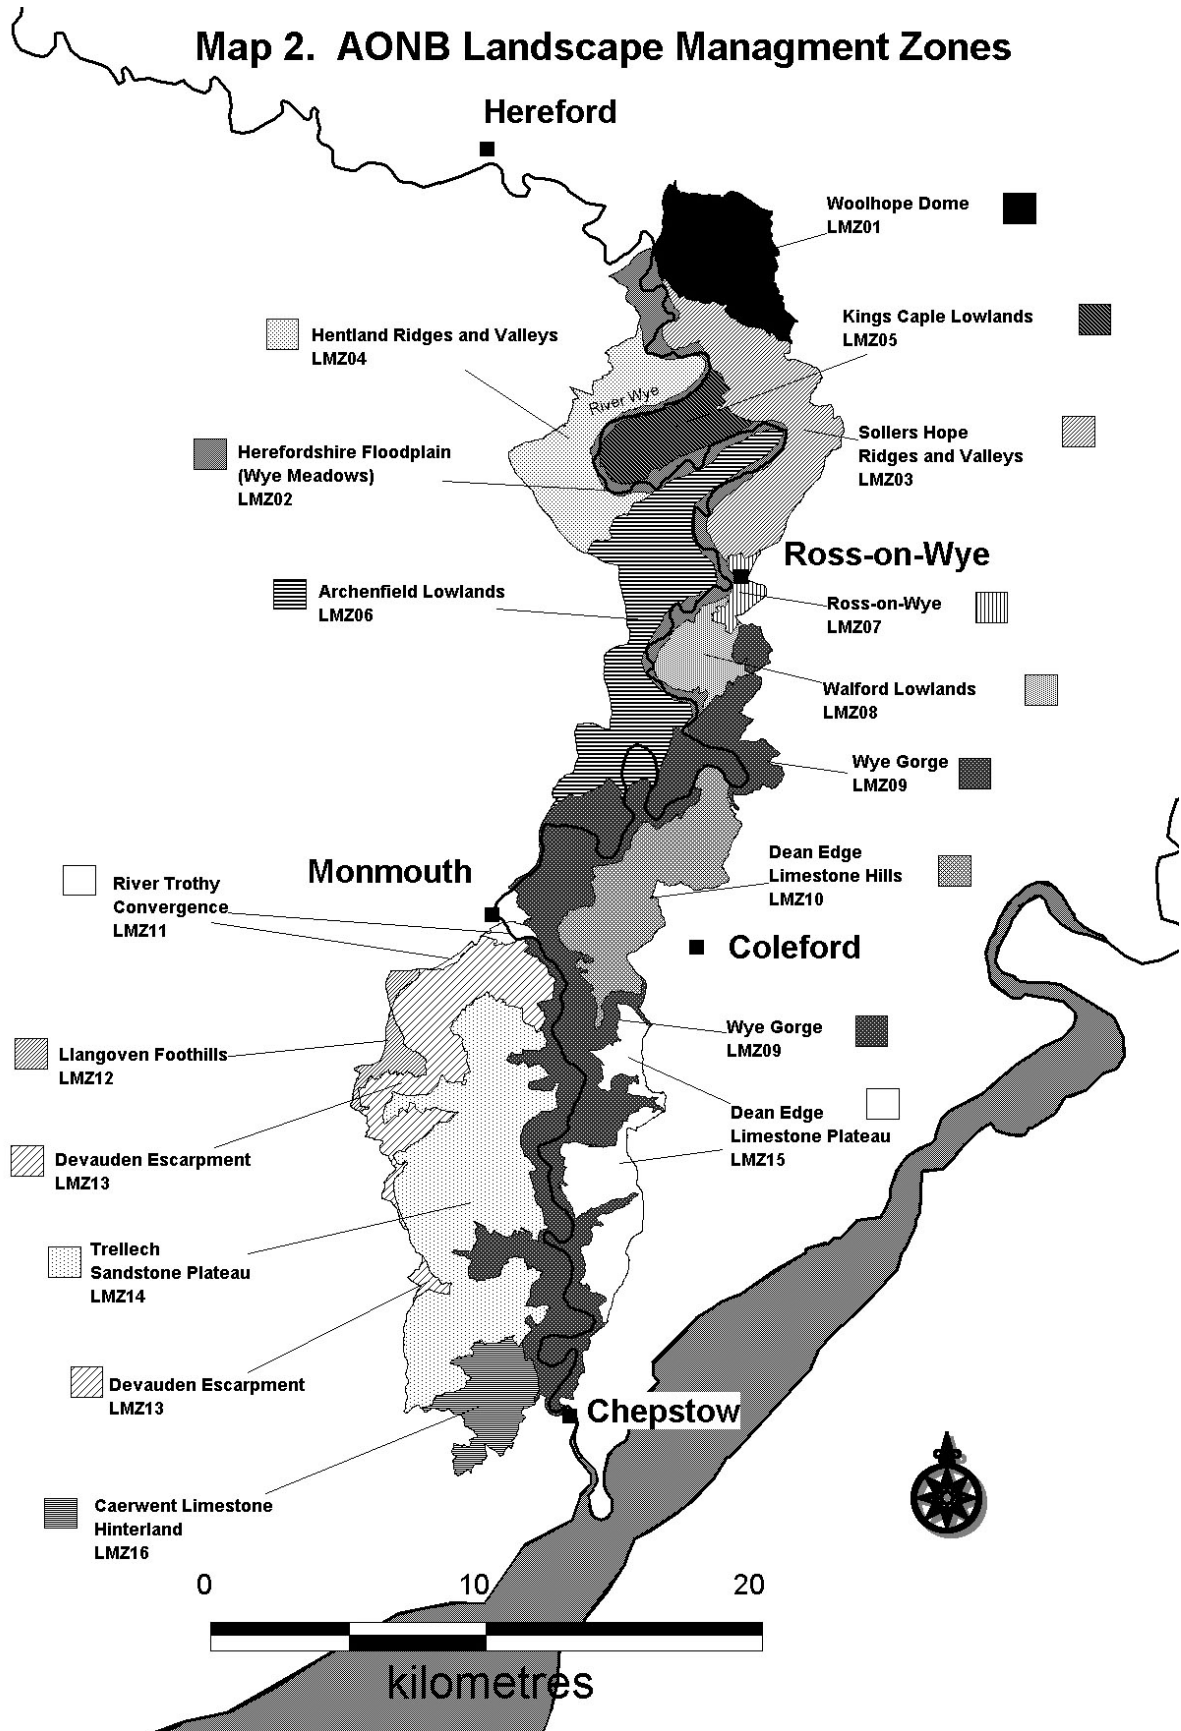 Map 2. AONB Landscape Managment Zones
Hereford
Woolhope Dome
LMZ01
Kings Caple Lowlands
LMZ05
Hentland Ridges and Valleys
LMZ04
River Wye
Sollers Hope
Ridges and Valleys
LMZ03
Herefordshire Floodplain
(Wye Meadows)
LMZ02
Ross-on-Wye
Archenfield Lowlands
LMZ06
Ross-on-Wye
LMZ07
Walford Lowlands
LMZ08
Wye Gorge
LMZ09
Monmouth
Dean Edge
Limestone Hills
LMZ10
River Trothy
Convergence
LMZ11
Coleford
Wye Gorge
LMZ09
Llangoven Foothills
LMZ12
Dean Edge
Limestone Plateau
LMZ15
Devauden Escarpment
LMZ13
Trellech
Sandstone Plateau
LMZ14
Devauden Escarpment
LMZ13
Chepstow
Caerwent Limestone
Hinterland
LMZ16
0 10 20
kilometres